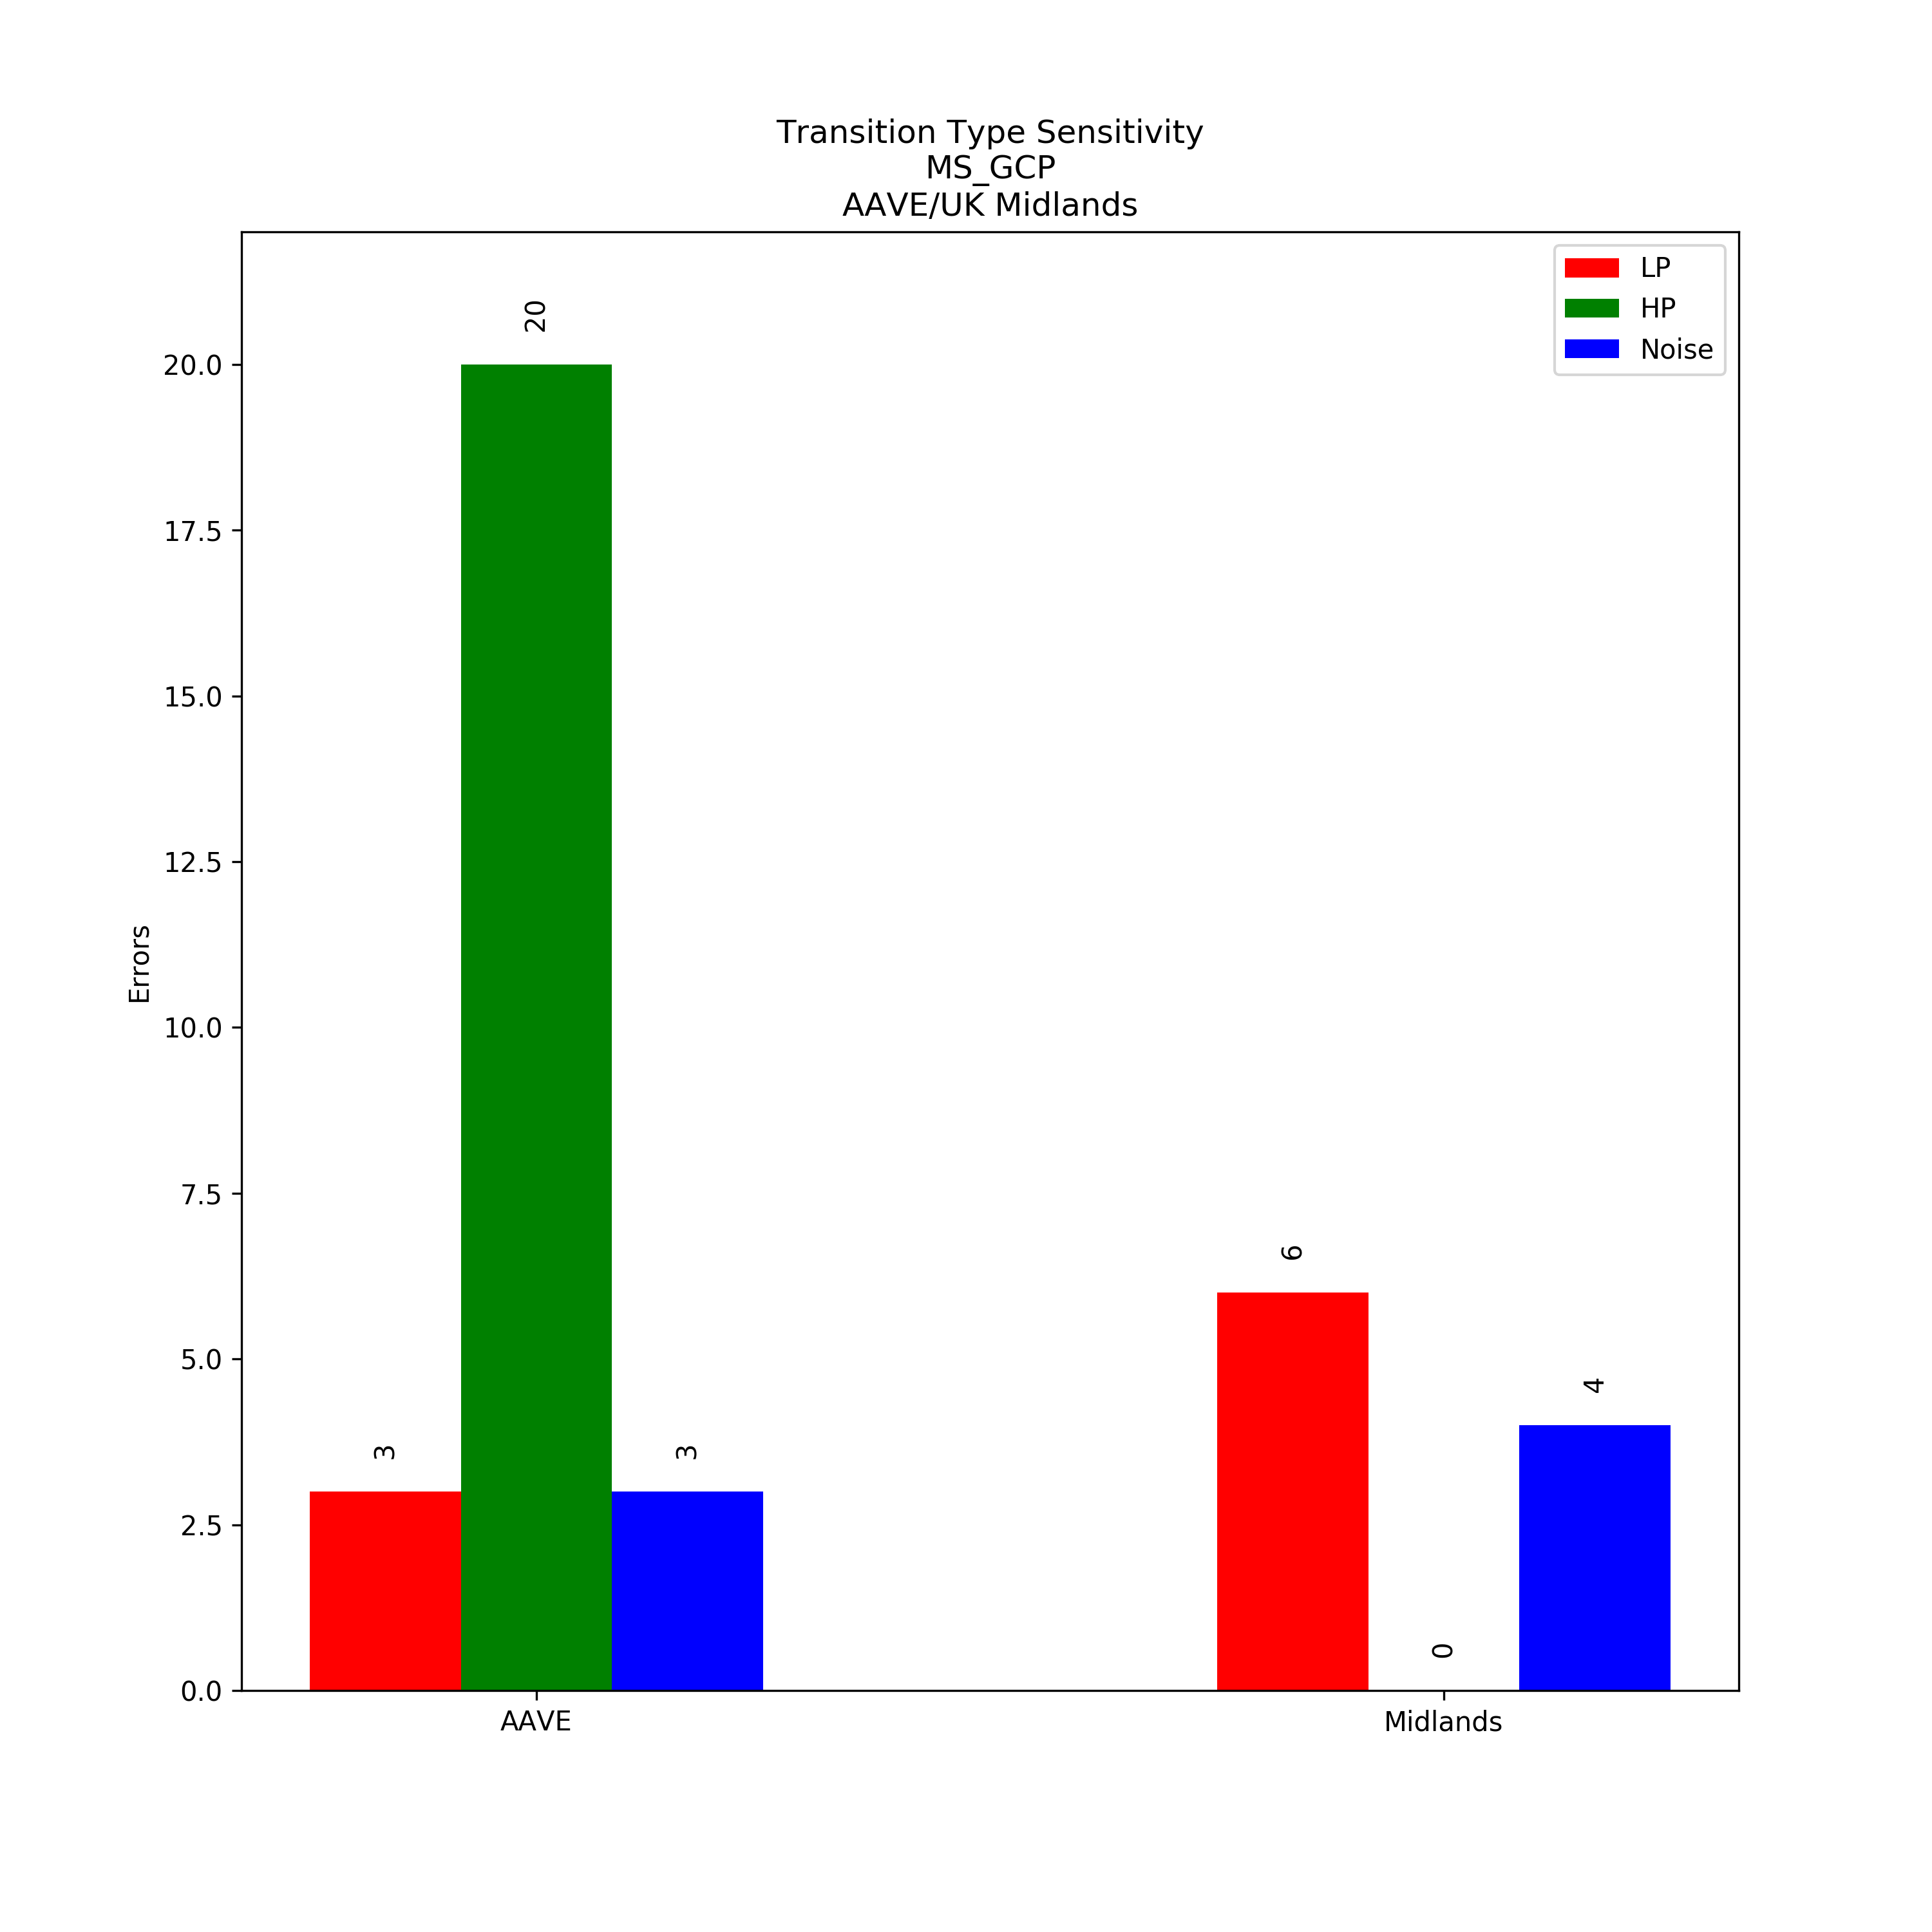 Transition Type Sensitivity
MS_GCP
AAVE/UK Midlands
LP
HP
Noise
20
20.0
17.5
15.0
12.5
Errors
10.0
7.5
6
5.0
4
3
3
2.5
0
0.0
AAVE
Midlands